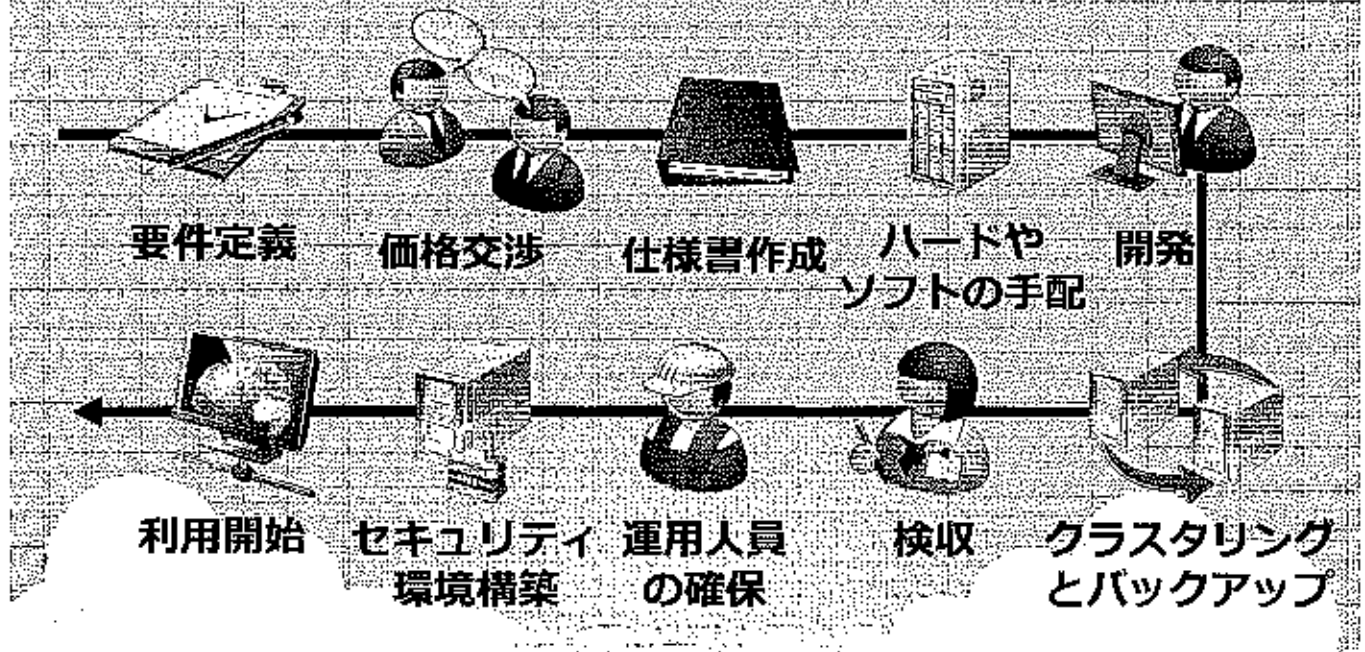 要件定義
価格交渉
仕様書作成
ハードや
ソフトの手配
開発
クラスタリング
とバックアップ
検収
運用人員
の確保
セキュリティ
環境構築
利用開始